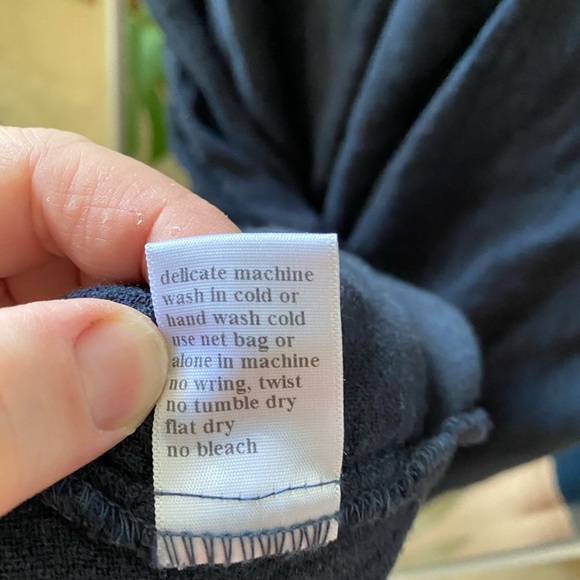 delicate machine
wash in cold or
hand wash cold
use net bag or
alone in machine
no wring, twist
no tumble dry
flat dry
no bleach